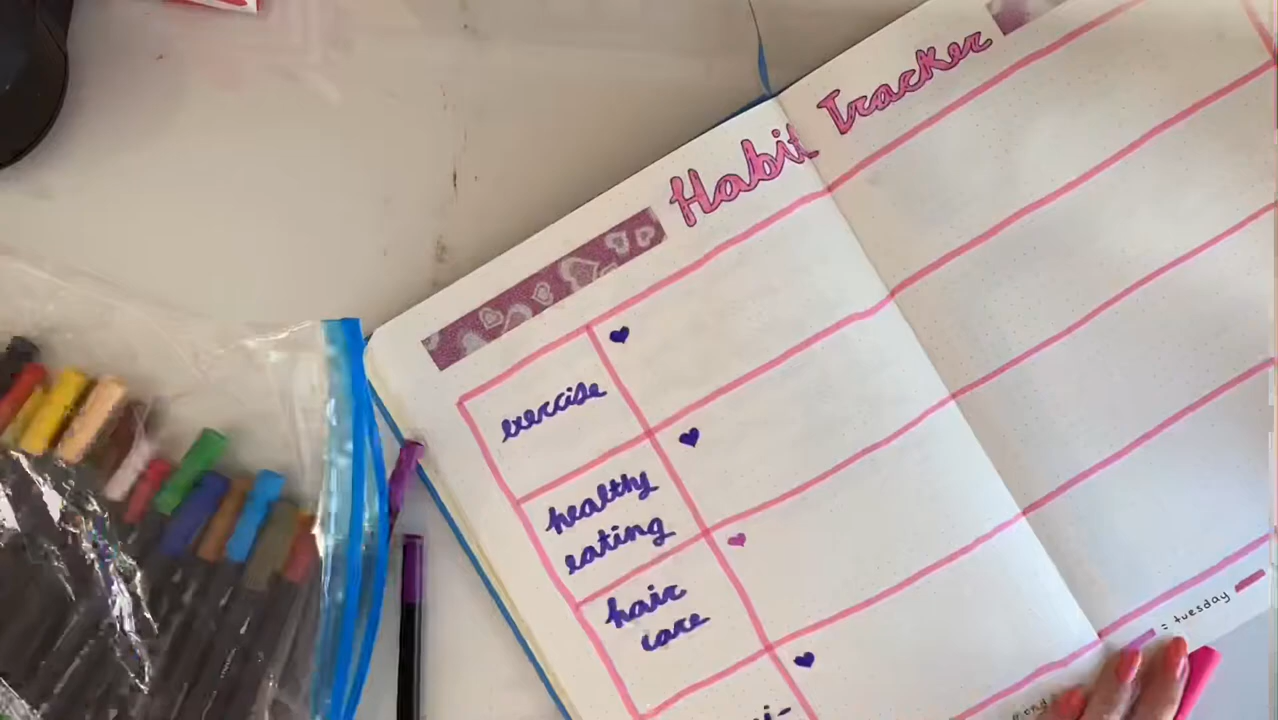 Habit Tracker
exercise
healthy
eating
hair
care
= tuesday